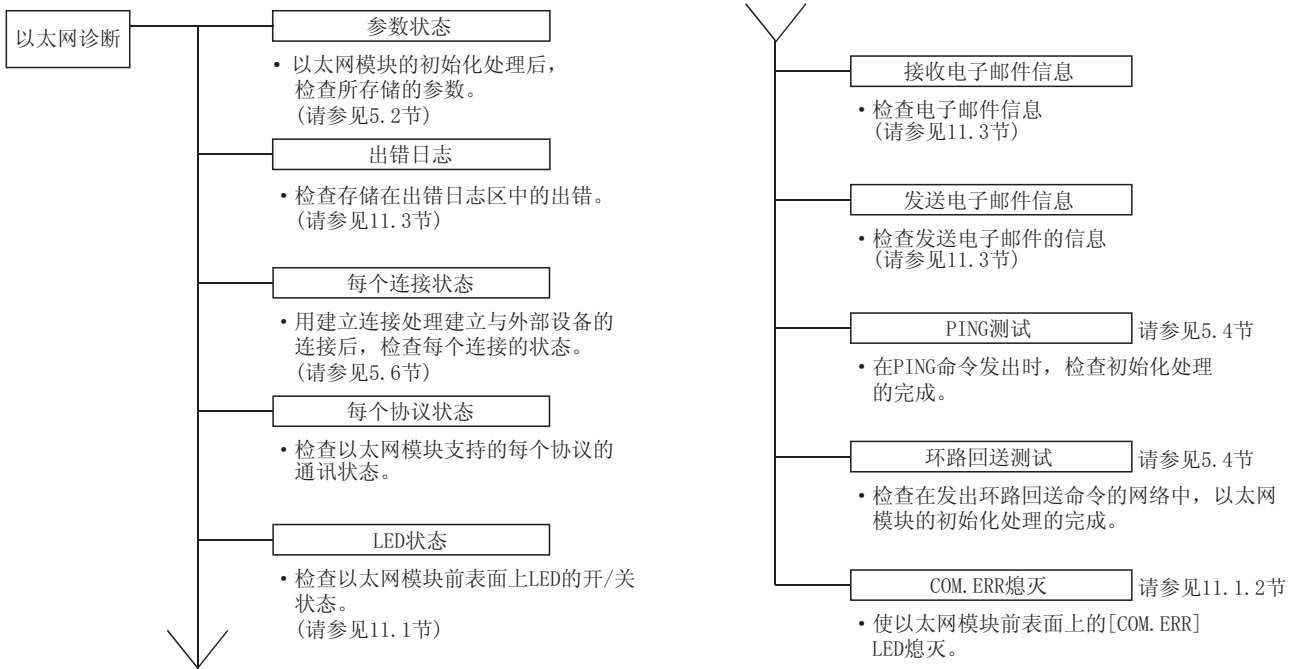 以太网诊断
参数状态
• 以太网模块的初始化处理后，
检查所存储的参数。
(请参见5.2节)
出错日志
• 检查存储在出错日志区中的出错。
(请参见11.3节)
每个连接状态
• 用建立连接处理建立与外部设备的
连接后，检查每个连接的状态。
(请参见5.6节)
每个协议状态
• 检查以太网模块支持的每个协议的
通讯状态。
LED状态
• 检查以太网模块前表面上LED的开/关
状态。
(请参见11.1节)
接收电子邮件信息
• 检查电子邮件信息
(请参见11.3节)
发送电子邮件信息
• 检查发送电子邮件的信息
(请参见11.3节)
PING测试 请参见5.4节
• 在PING命令发出时，检查初始化处理
的完成。
环路回送测试 请参见5.4节
• 检查在发出环路回送命令的网络中，以太网
模块的初始化处理的完成。
COM.ERR熄灭 请参见11.1.2节
• 使以太网模块前表面上的[COM.ERR]
LED熄灭。